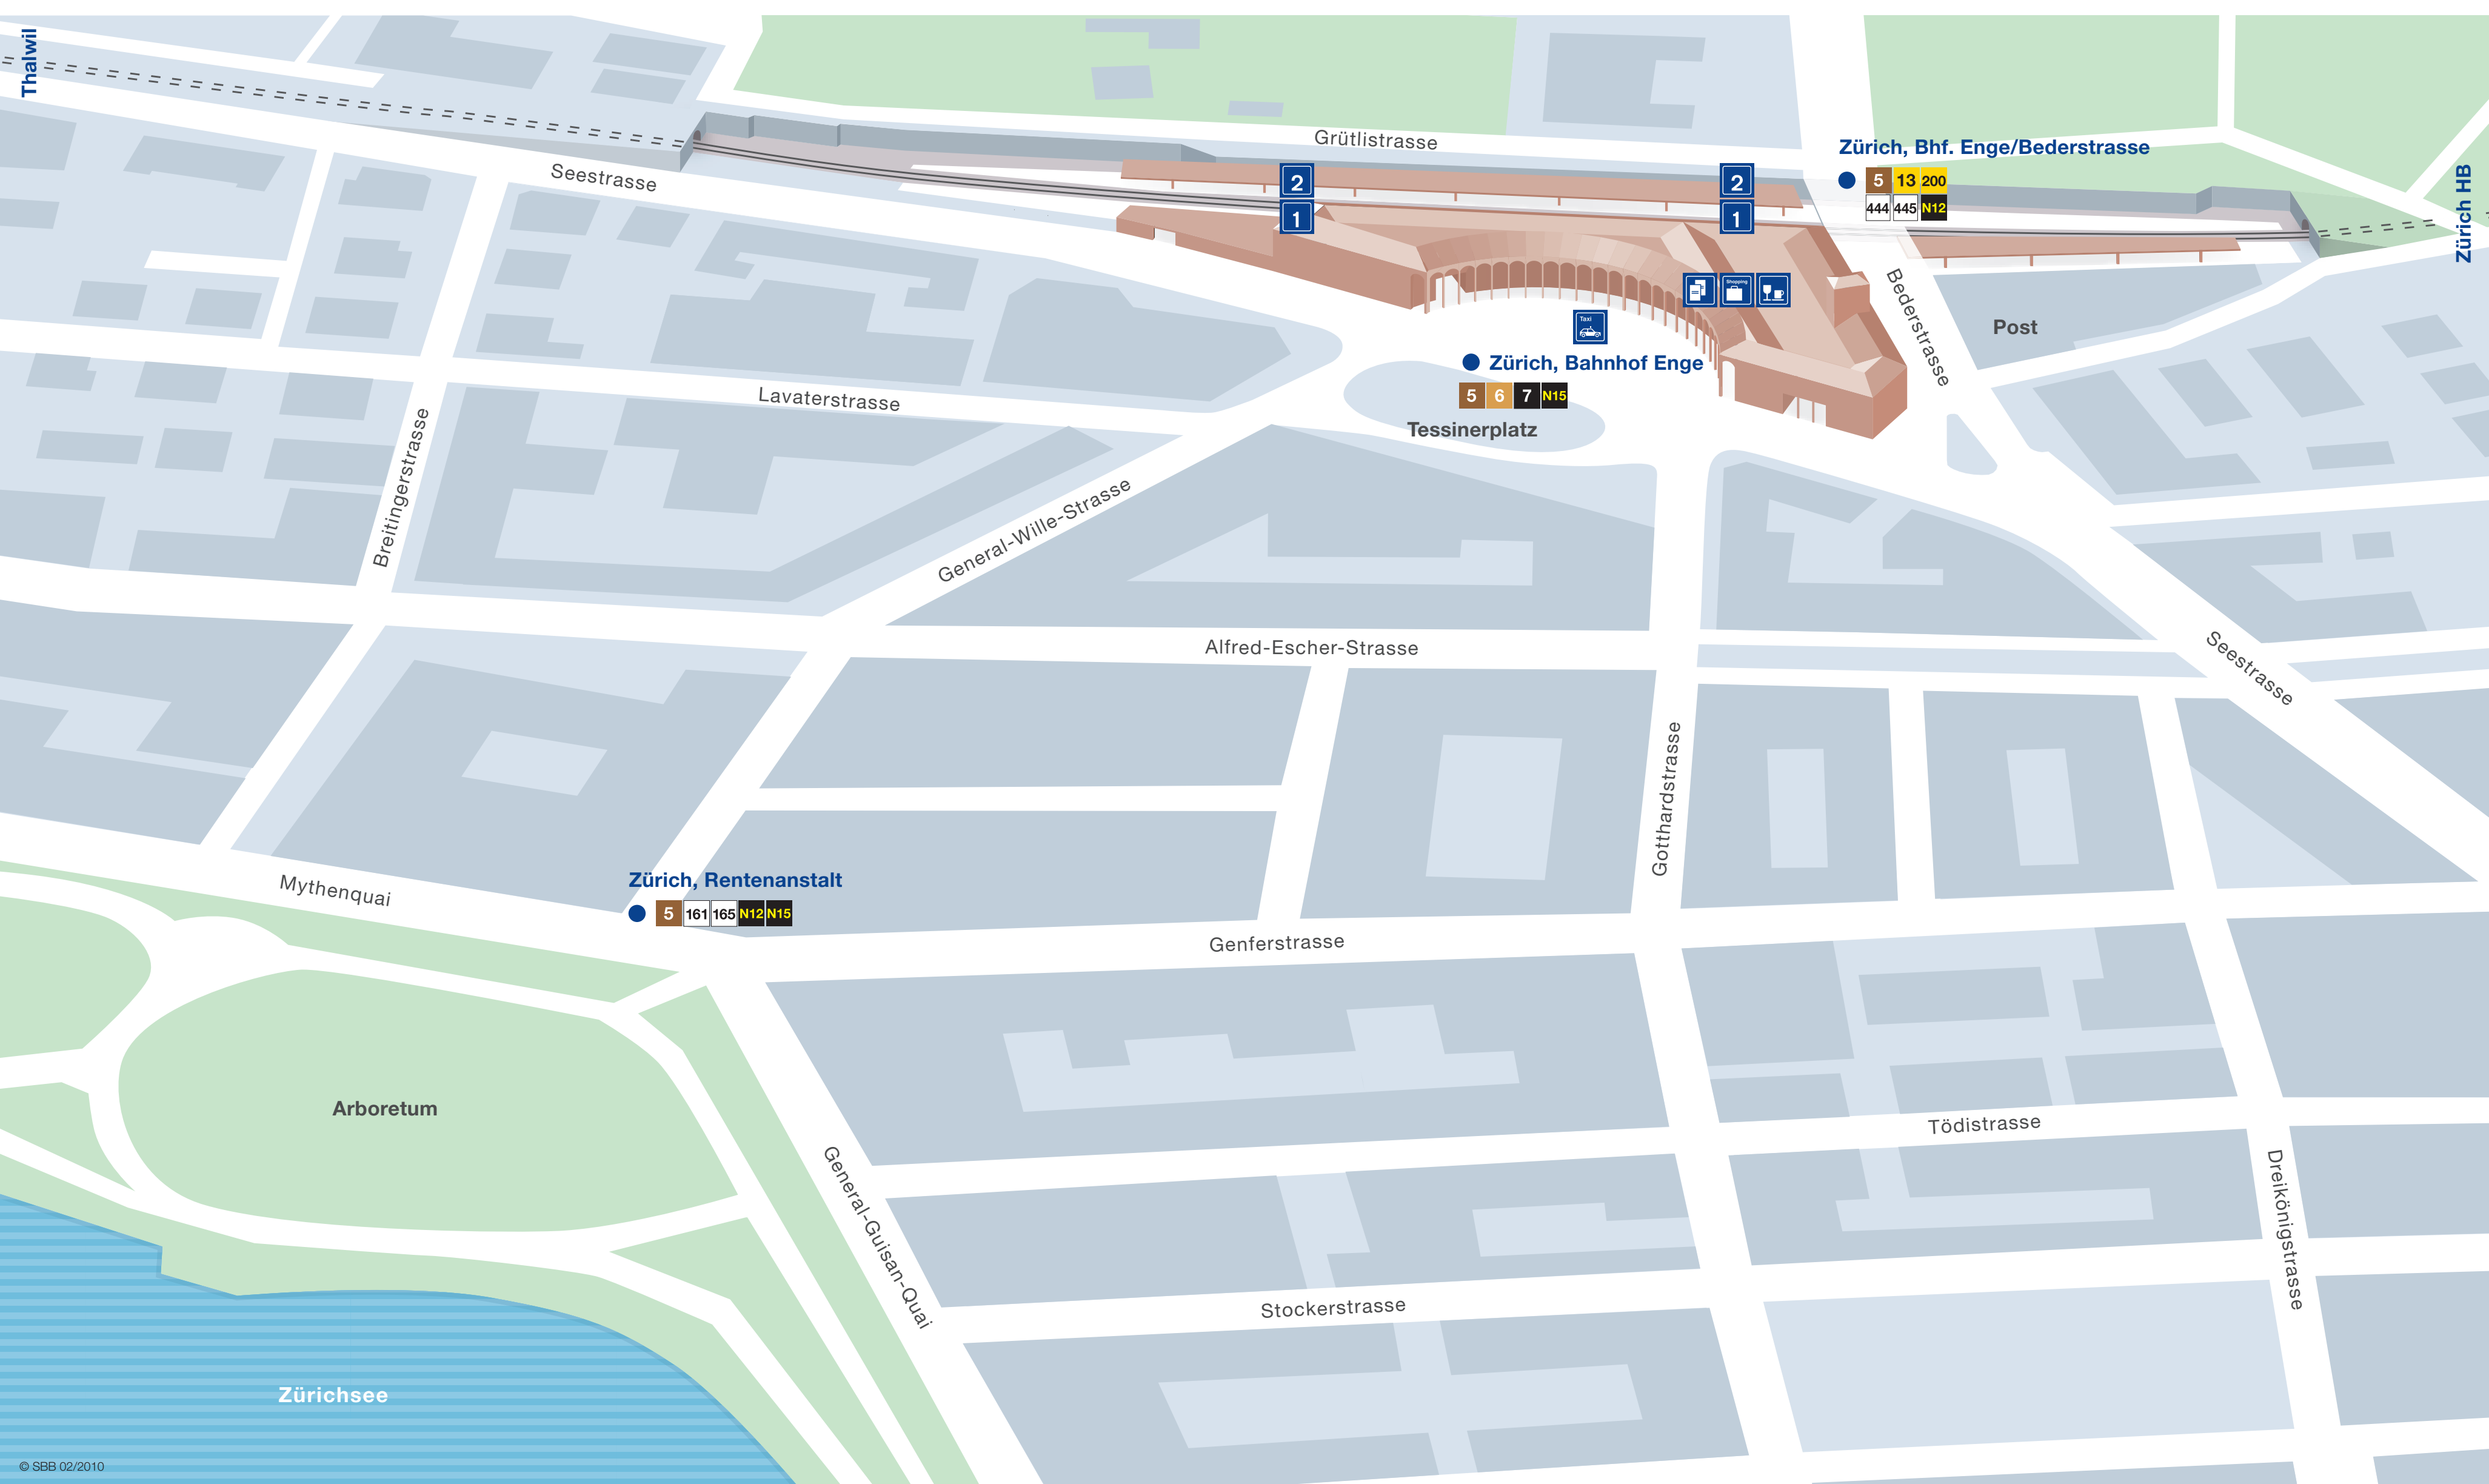 Thalwil
Grütlistrasse
Zürich, Bhf. Enge/Bederstrasse
5 13 200
444 445 N12
Zürich HB
Seestrasse
2
1
2
1
Shopping
Taxi
Bederstrasse
Post
Zürich, Bahnhof Enge
5 6 7 N15
Tessinerplatz
Lavaterstrasse
Breitingerstrasse
General-Wille-Strasse
Alfred-Escher-Strasse
Seestrasse
Gotthardstrasse
Mythenquai
Zürich, Rentenanstalt
5 161 165 N12 N15
Genferstrasse
Arboretum
Tödistrasse
General-Guisan-Quai
Dreikönigstrasse
Stockerstrasse
Zürichsee
© SBB 02/2010